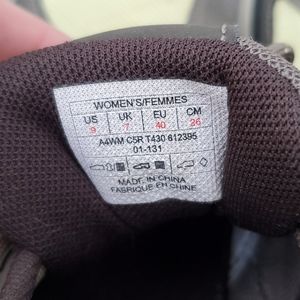 WOMEN'S/FEMMES
US UK EU CM
9 7 40 26
A4WM C5R T430 612395
01-131
MADE IN CHINA
FABRIQUE EN CHINE